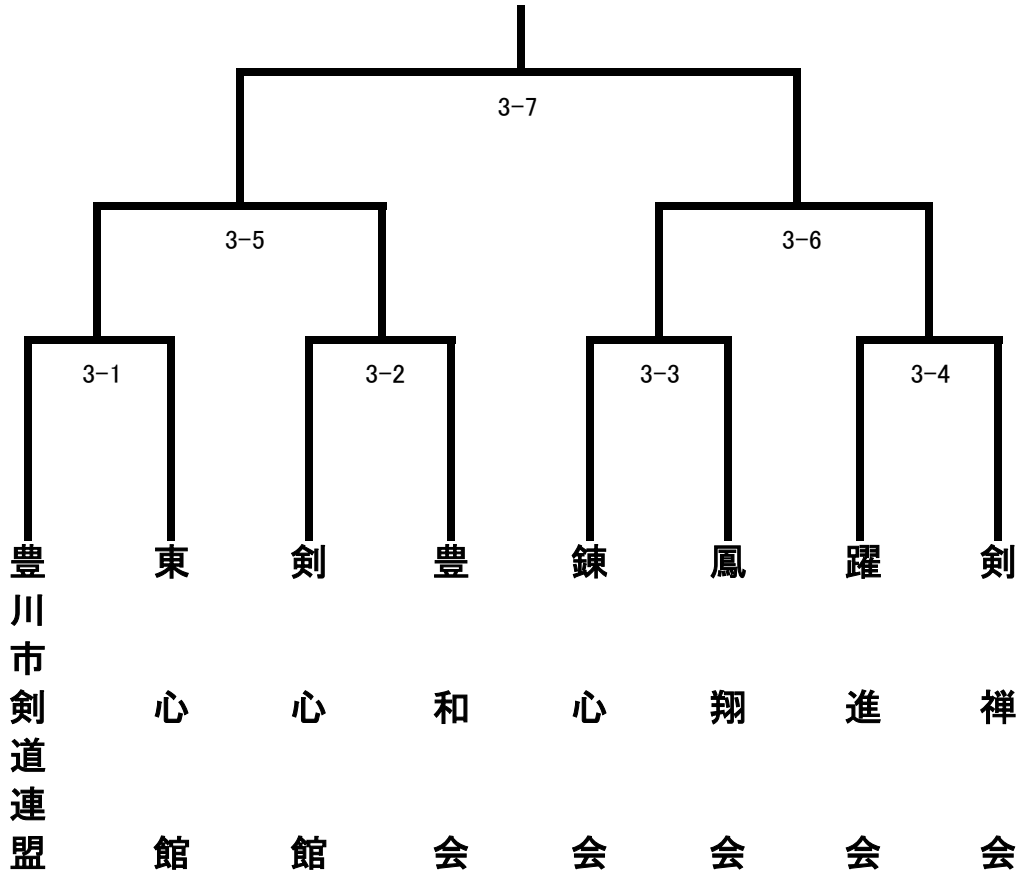 3-7
3-5
3-6
3-1
3-2
3-3
3-4
豊川市剣道連盟
東心館
剣心館
豊和会
錬心会
鳳翔会
躍進会
剣禅会